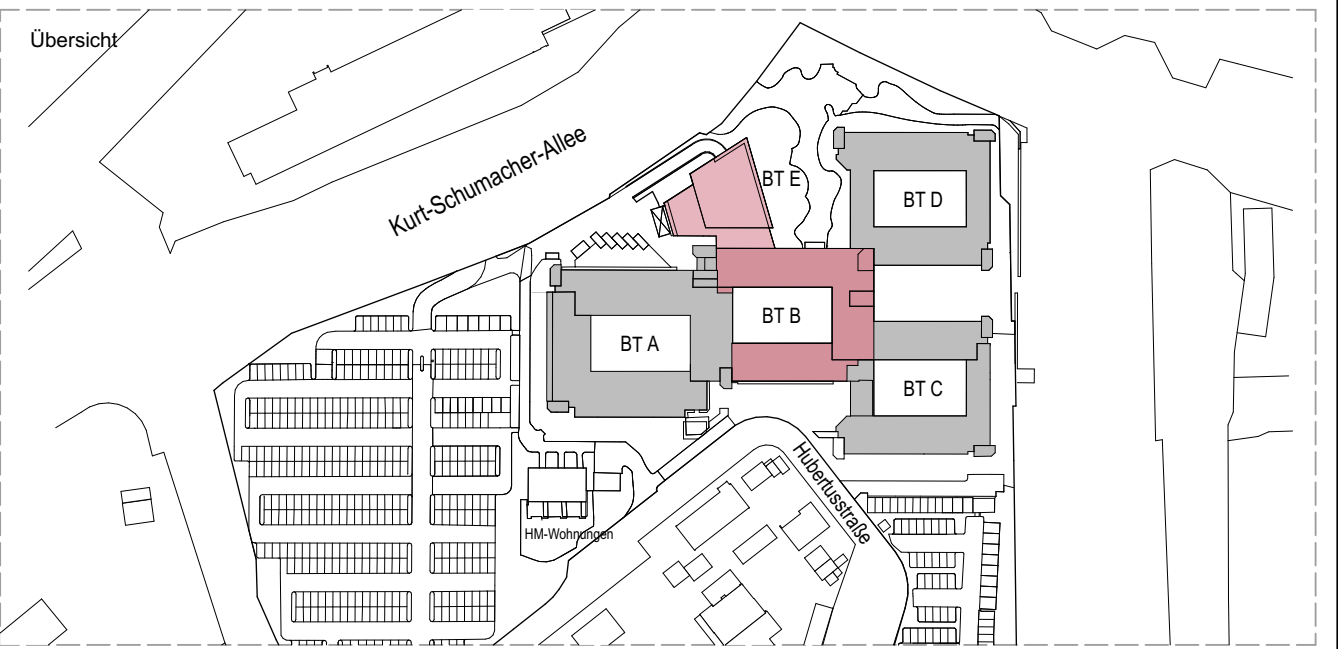 Übersicht
Kurt-Schumacher-Allee
BT E
BT D
BT B
BT A
BT C
Hubertusstraße
HM-Wohnungen